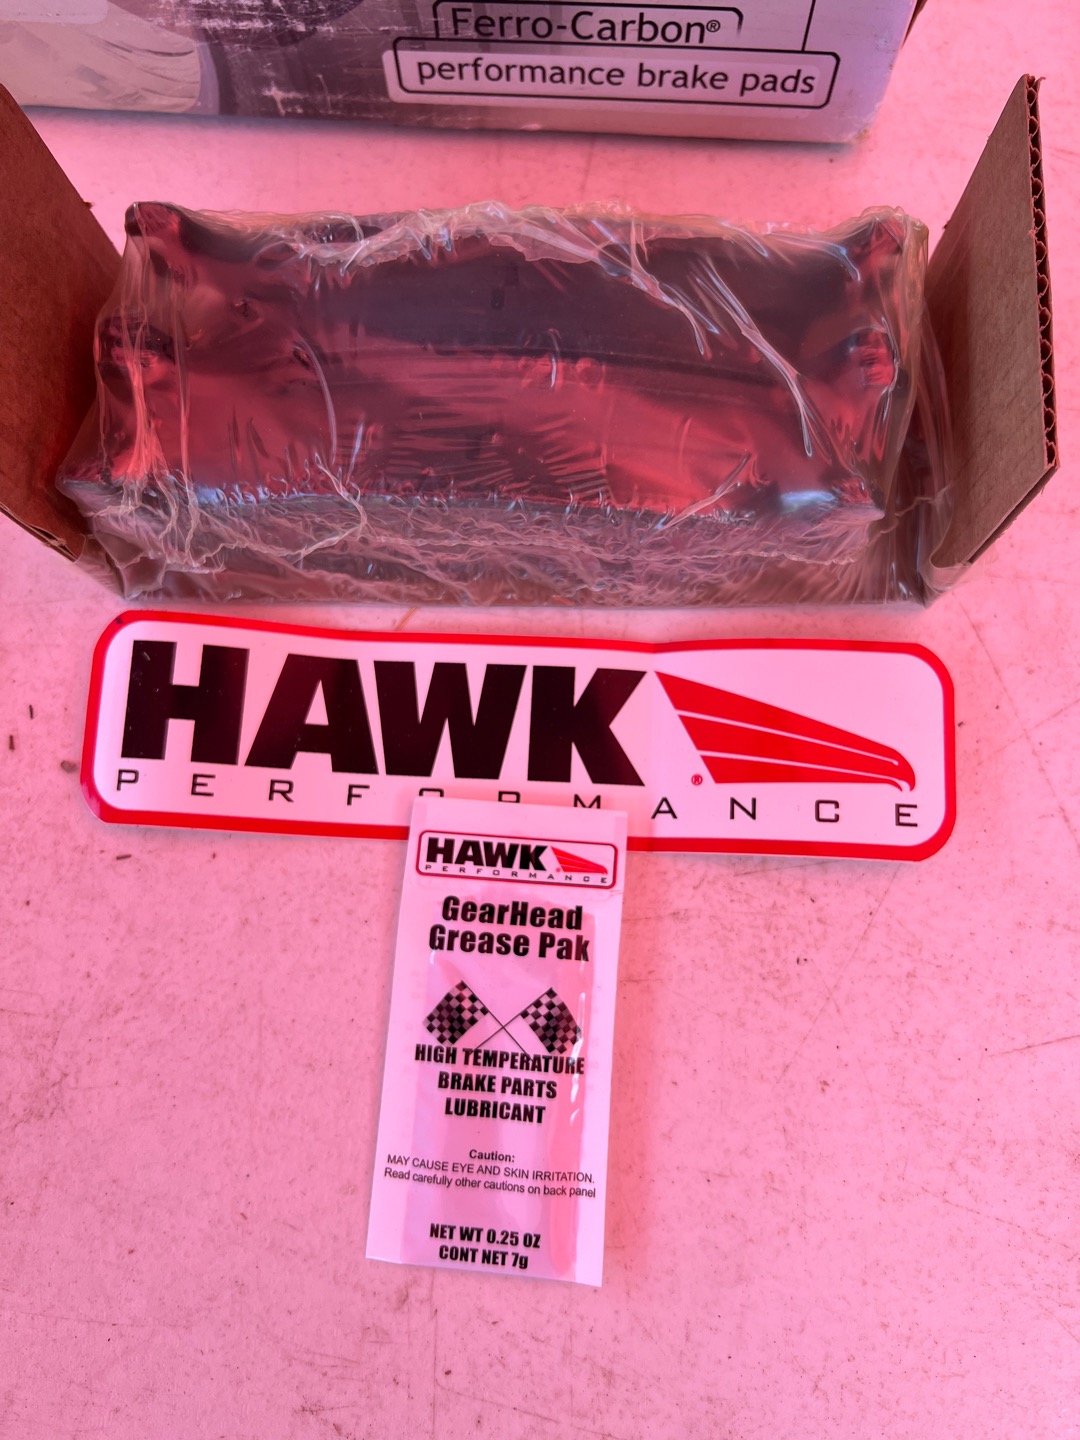 Ferro-Carbon®
performance brake pads
HAWK
®
PERFORMANCE
HAWK
PERFORMANCE
GearHead
Grease Pak
HIGH TEMPERATURE
BRAKE PARTS
LUBRICANT
Caution:
MAY CAUSE EYE AND SKIN IRRITATION.
Read carefully other cautions on back panel
NET WT 0.25 OZ
CONT NET 7g